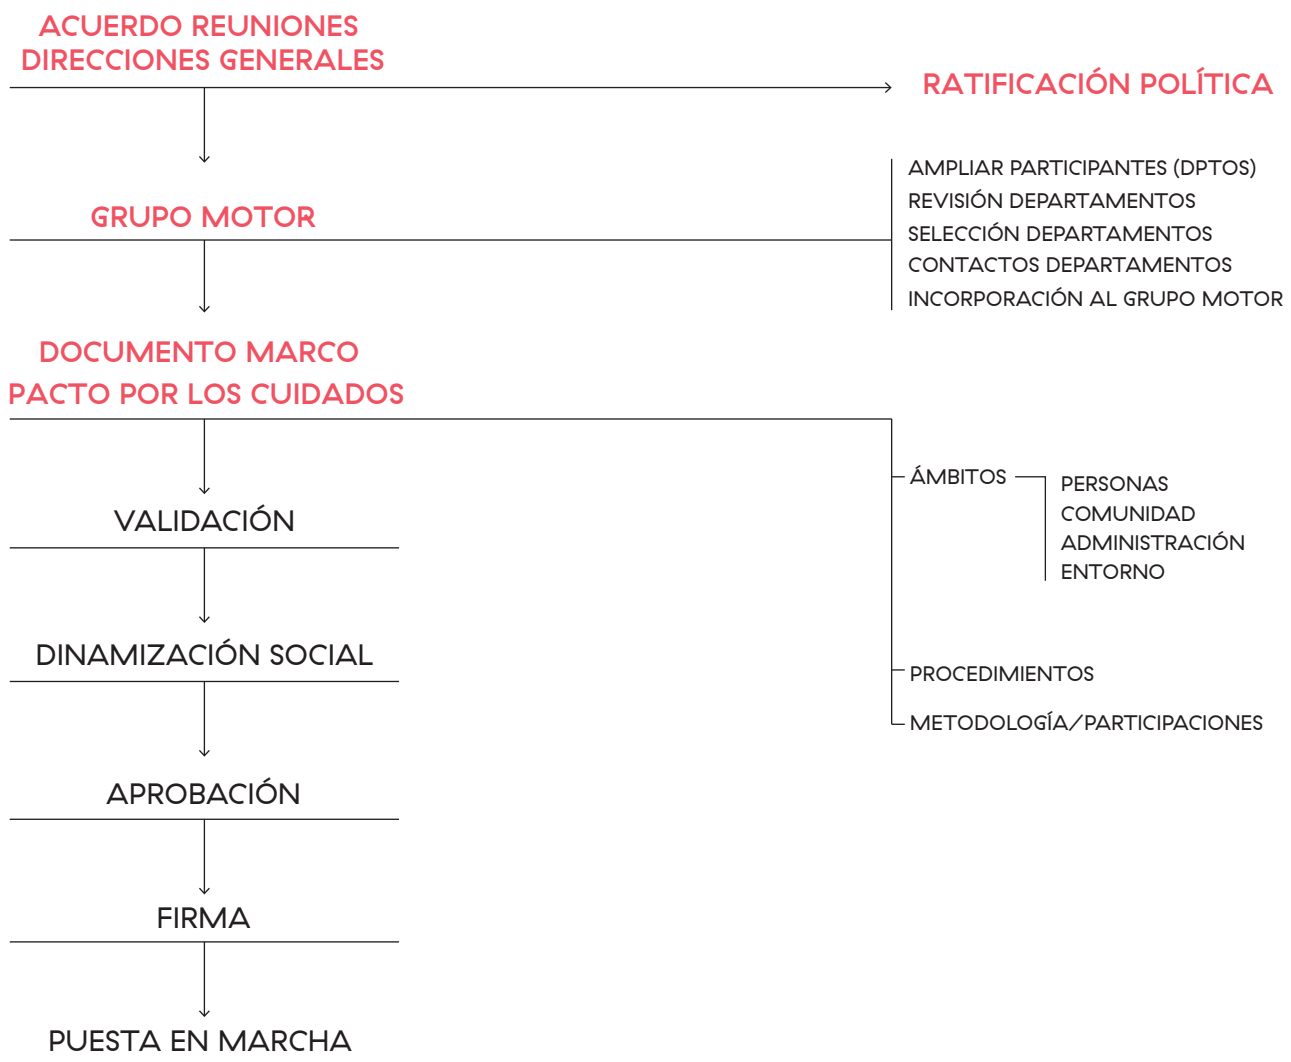 ACUERDO REUNIONES
DIRECCIONES GENERALES
RATIFICACIÓN POLÍTICA
GRUPO MOTOR
AMPLIAR PARTICIPANTES (DPTOS)
REVISIÓN DEPARTAMENTOS
SELECCIÓN DEPARTAMENTOS
CONTACTOS DEPARTAMENTOS
INCORPORACIÓN AL GRUPO MOTOR
DOCUMENTO MARCO
PACTO POR LOS CUIDADOS
ÁMBITOS
PERSONAS
COMUNIDAD
ADMINISTRACIÓN
ENTORNO
PROCEDIMIENTOS
METODOLOGÍA/PARTICIPACIONES
VALIDACIÓN
DINAMIZACIÓN SOCIAL
APROBACIÓN
FIRMA
PUESTA EN MARCHA